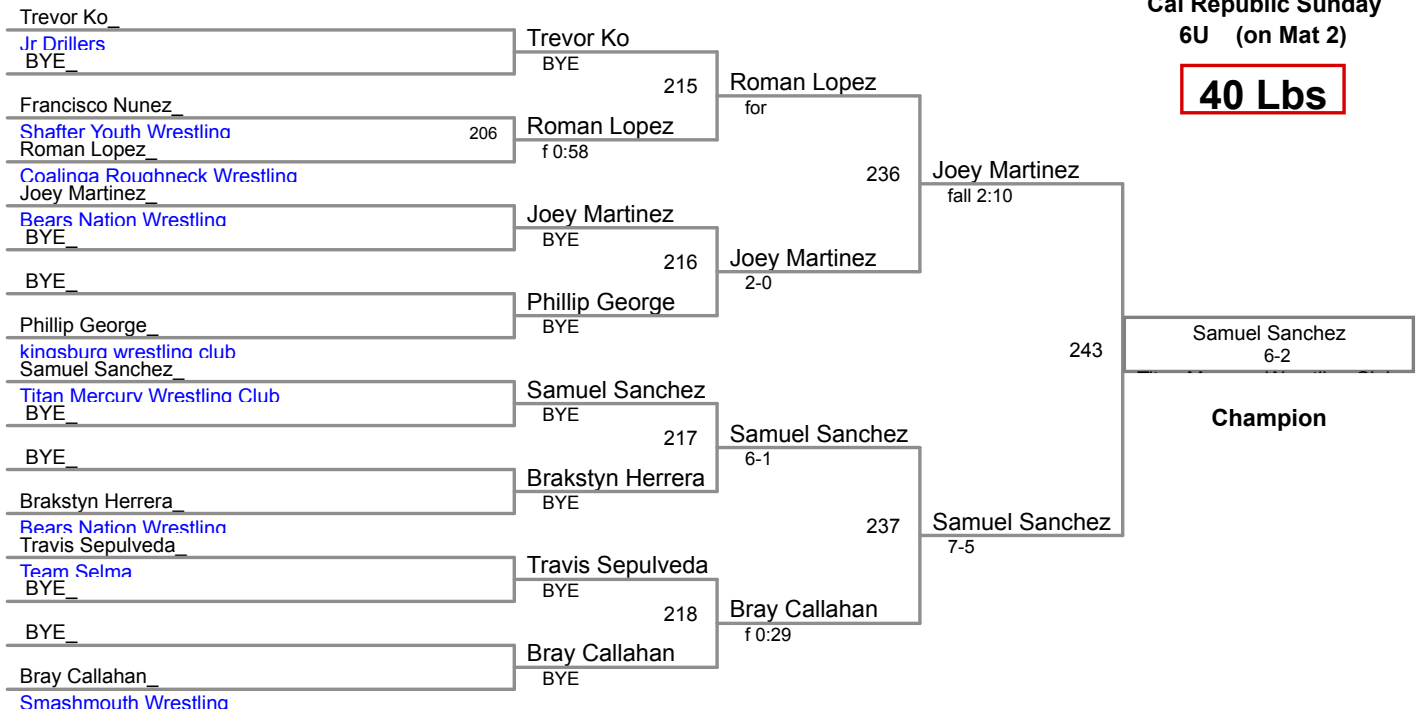 Cal Republic Sunday
6U (on Mat 2)
40 Lbs
Trevor Ko_
Jr Drillers
BYE_
Francisco Nunez_
Shafter Youth Wrestling
Roman Lopez_
Coalinga Roughneck Wrestling
Joey Martinez_
Bears Nation Wrestling
BYE_
BYE_
Phillip George_
kingsburg wrestling club
Samuel Sanchez_
Titan Mercury Wrestling Club
BYE_
BYE_
Brakstyn Herrera_
Bears Nation Wrestling
Travis Sepulveda_
Team Selma
BYE_
BYE_
Bray Callahan_
Smashmouth Wrestling
206
Trevor Ko
BYE
Roman Lopez
f 0:58
Joey Martinez
BYE
Phillip George
BYE
Samuel Sanchez
BYE
Brakstyn Herrera
BYE
Travis Sepulveda
BYE
Bray Callahan
BYE
215
216
217
218
Roman Lopez
for
Joey Martinez
2-0
Samuel Sanchez
6-1
Bray Callahan
f 0:29
236
237
Joey Martinez
fall 2:10
Samuel Sanchez
7-5
243
Samuel Sanchez
6-2
Champion